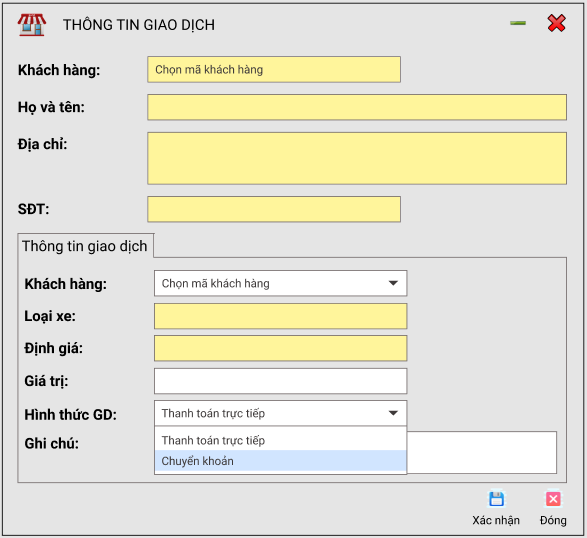 THÔNG TIN GIAO DỊCH
Khách hàng: Chọn mã khách hàng
Họ và tên:
Địa chỉ:
SĐT:
Thông tin giao dịch
Khách hàng: Chọn mã khách hàng
Loại xe:
Định giá:
Giá trị:
Hình thức GD: Thanh toán trực tiếp
Thanh toán trực tiếp
Ghi chú:
Chuyển khoản
Xác nhận Đóng